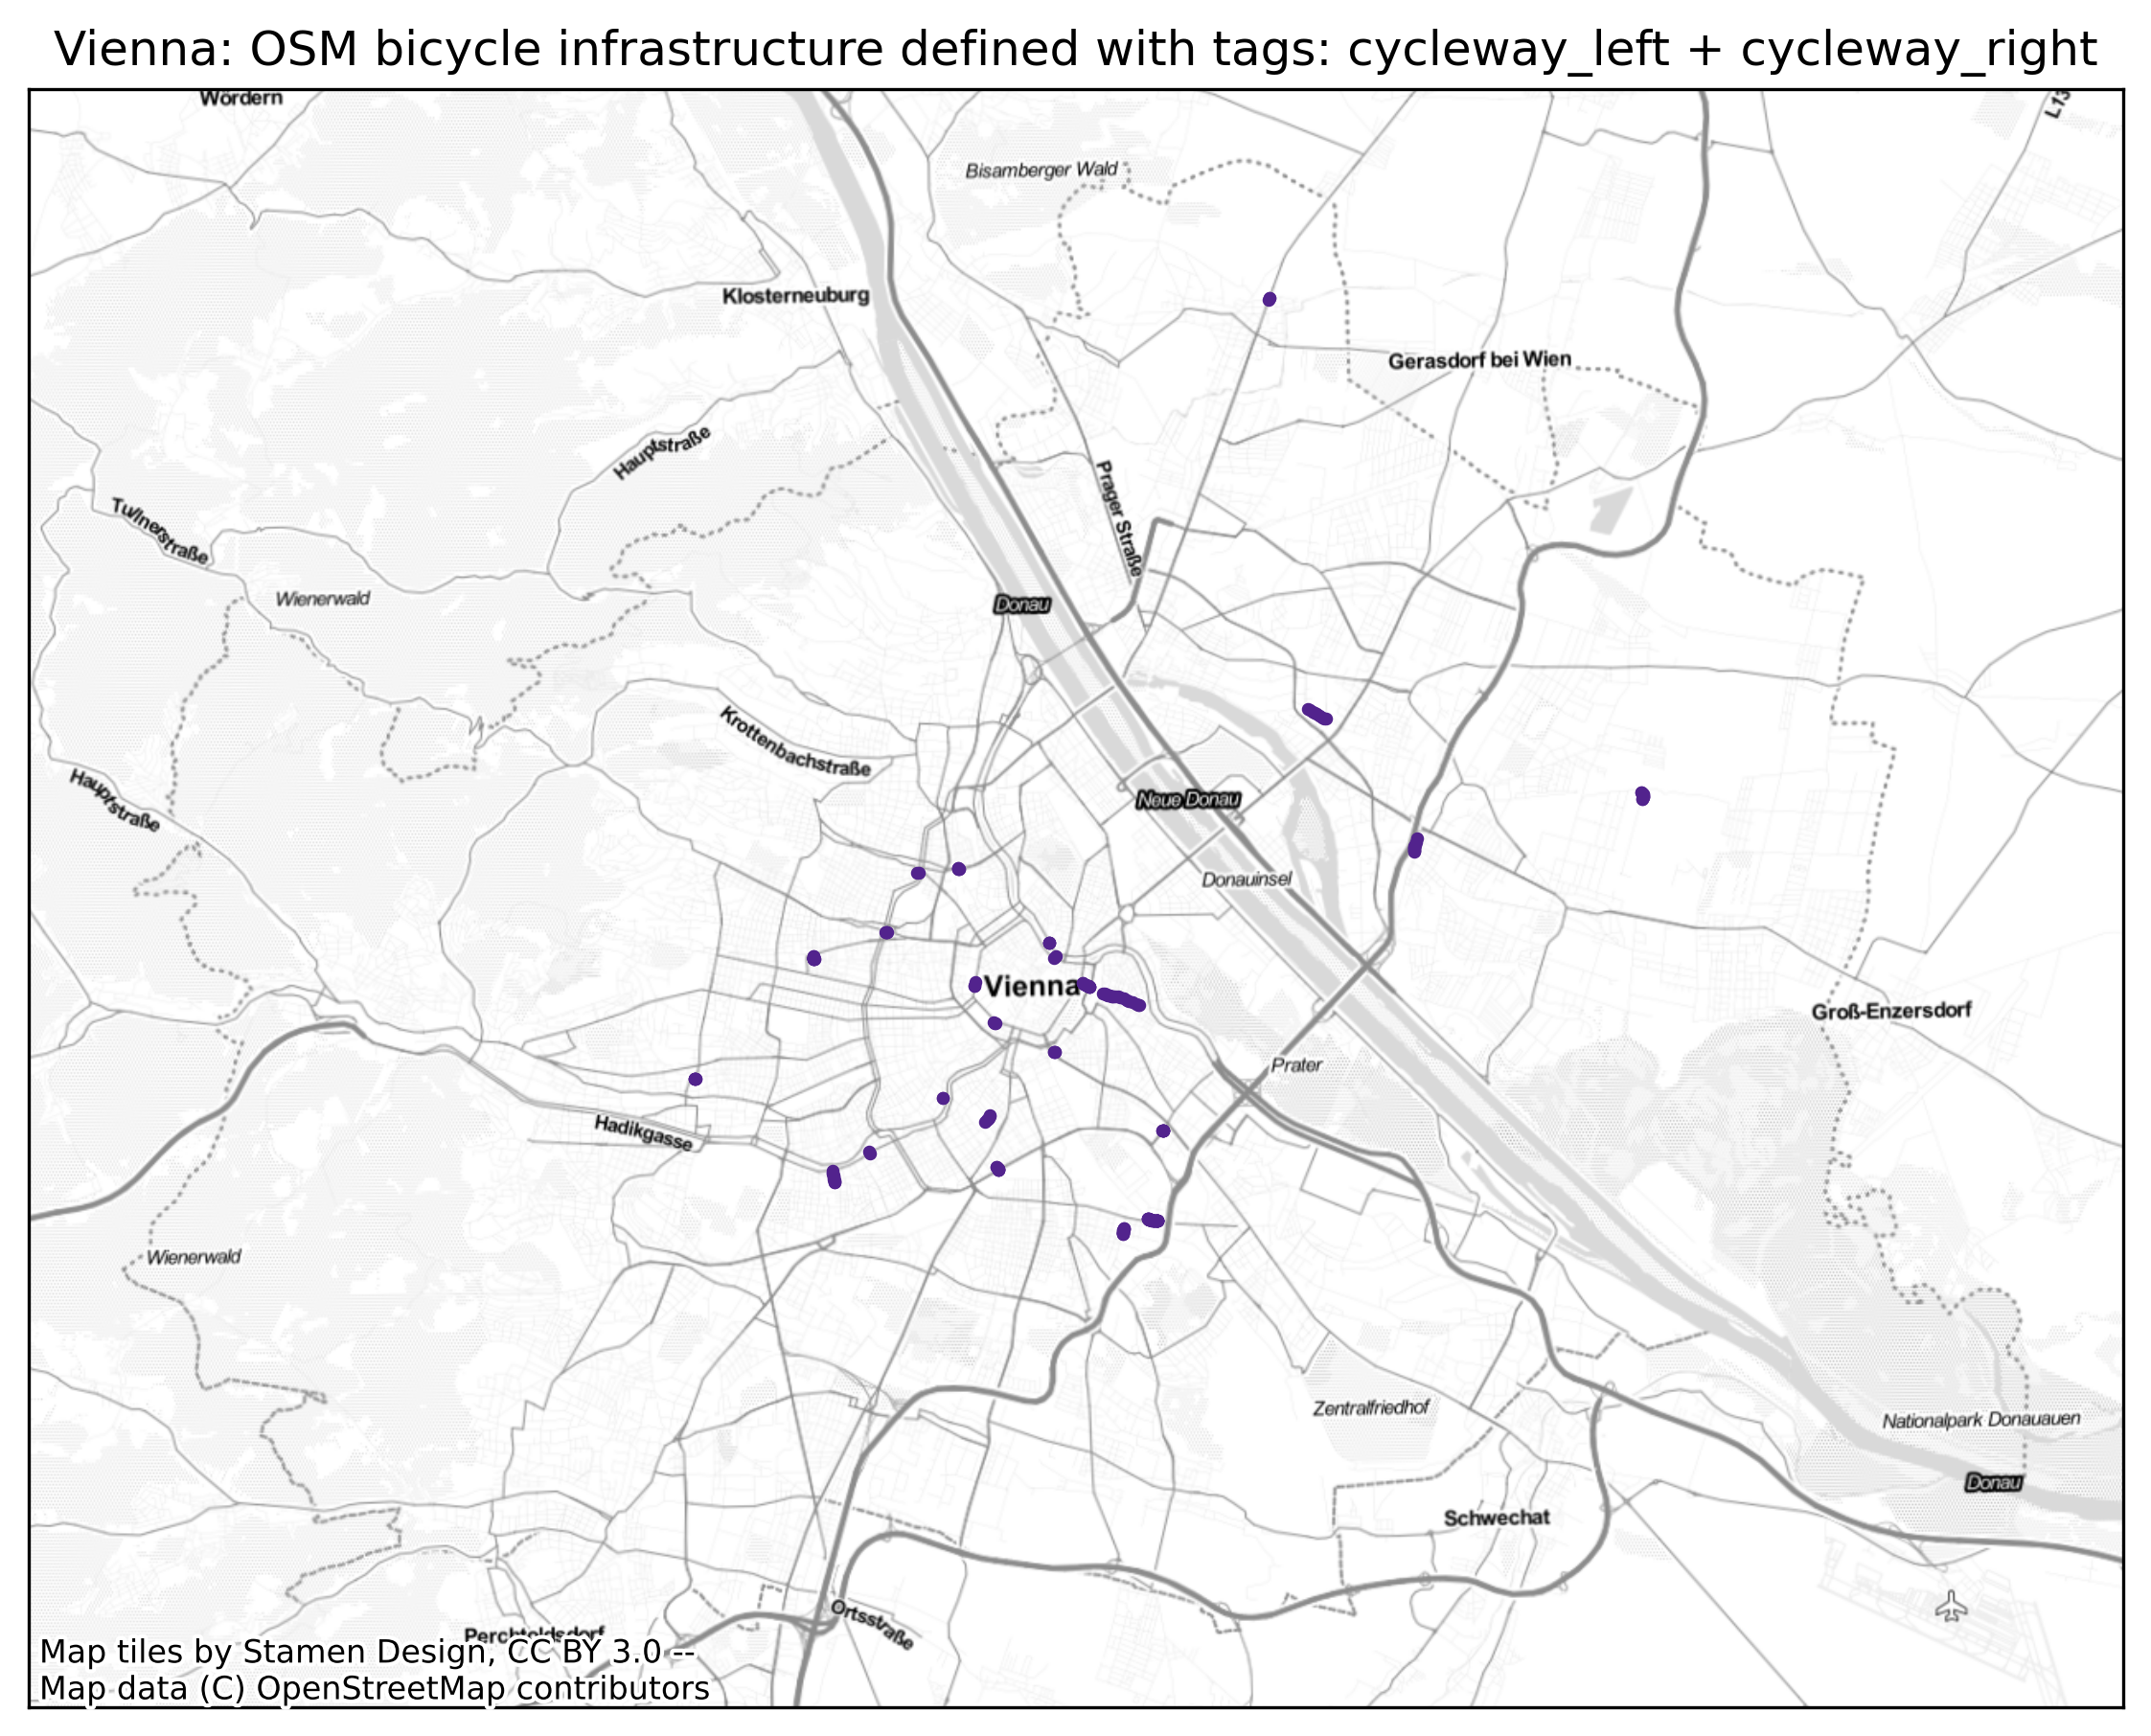 Vienna: OSM bicycle infrastructure defined with tags: cycleway_left + cycleway_right
Wördern
L13
Bisamberger Wald
Klosterneuburg
Gerasdorf bei Wien
Hauptstraße
Prager Straße
Tulnerstraße
Wienerwald
Donau
Krottenbachstraße
Hauptstraße
Neue Donau
Donauinsel
Vienna
Groß-Enzersdorf
Prater
Hadikgasse
Wienerwald
Zentralfriedhof
Nationalpark Donauauen
Donau
Schwechat
Ortsstraße
Perchtoldsdorf
Map tiles by Stamen Design, CC BY 3.0 --
Map data (C) OpenStreetMap contributors